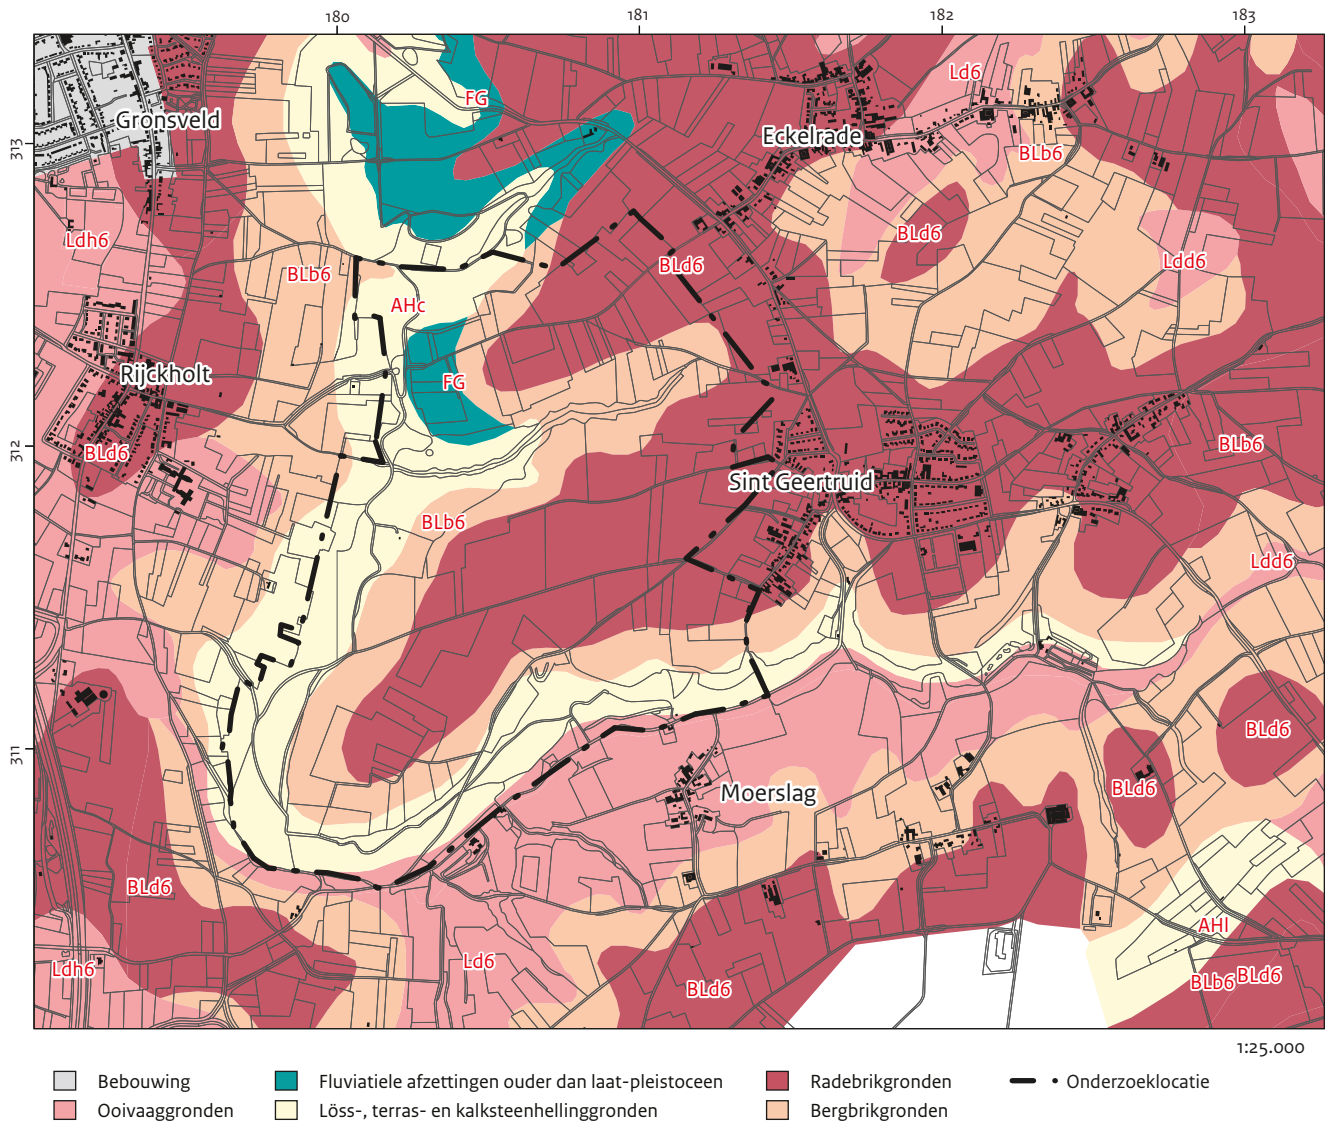 180 181 182 183
Ld6
FG
Gronsveld
Eckelrade
313
BLb6
Ldh6
BLd6
BLb6
BLd6
Ldd6
AHc
Rijckholt
FG
312
BLd6
BLb6
Sint Geertruid
BLb6
Ldd6
311
BLd6
Moerslag
BLd6
BLd6
AHl
Ldh6
Ld6
BLd6
BLb6
BLd6
1:25.000
Bebouwing
Fluviatiele afzettingen ouder dan laat-pleistoceen
Radebrikgronden
Onderzoeklocatie
Ooivaaggronden
Löss-, terras- en kalksteenhellinggronden
Bergbrikgronden